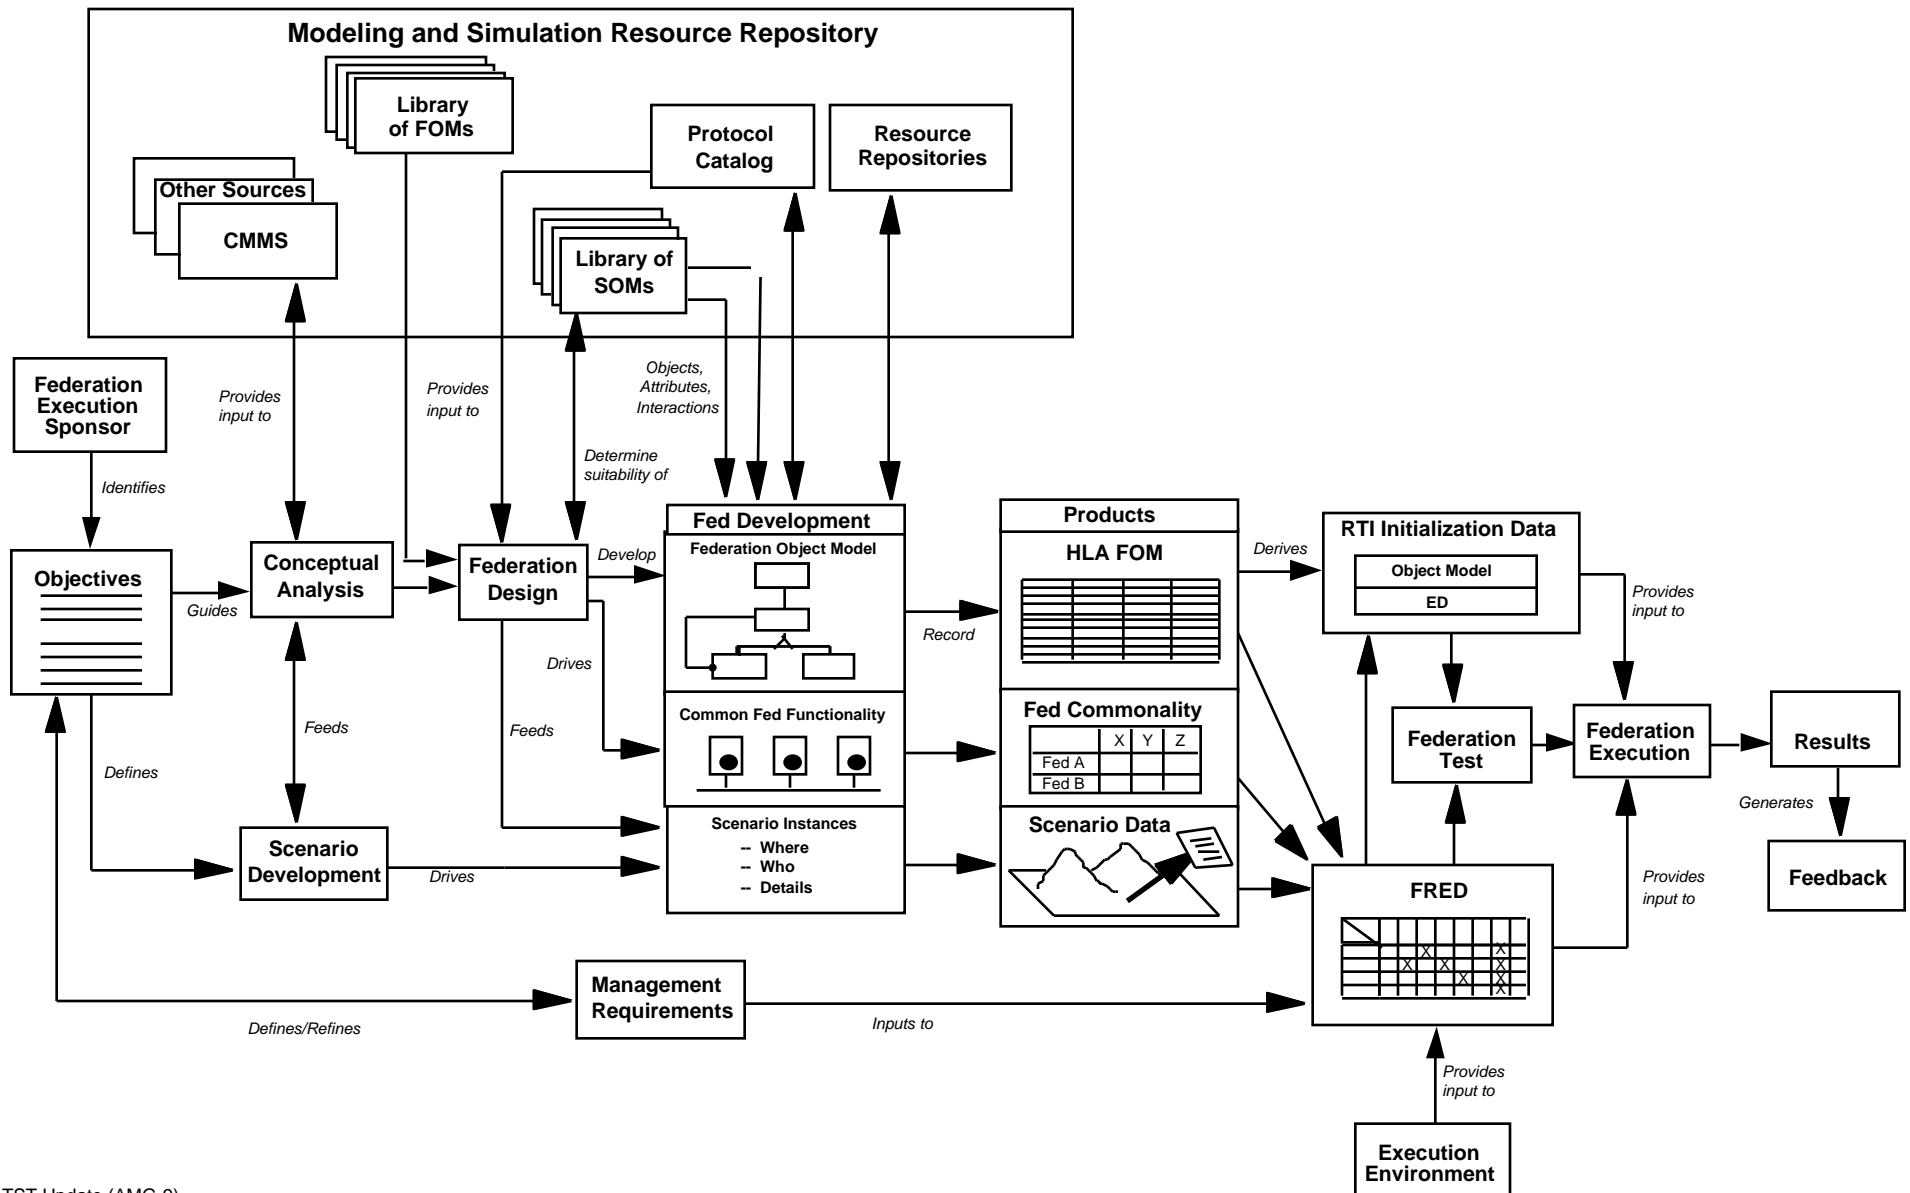 Modeling and Simulation Resource Repository
Library
of FOMs
Protocol
Catalog
Resource
Repositories
Other Sources
CMMS
Library of
SOMs
Federation
Execution
Sponsor
Provides
input to
Provides
input to
Objects,
Attributes,
Interactions
Determine
suitability of
Identifies
Objectives
Guides
Conceptual
Analysis
Federation
Design
Develop
Fed Development
Federation Object Model
Products
HLA FOM
Derives
RTI Initialization Data
Object Model
ED
Provides
input to
Record
Drives
Feeds
Feeds
Defines
Common Fed Functionality
Fed Commonality
X Y Z
Fed A
Fed B
Federation
Test
Federation
Execution
Results
Generates
Feedback
Scenario
Development
Drives
Scenario Instances
-- Where
-- Who
-- Details
Scenario Data
FRED
X X
X X X
X X
X
Provides
input to
Management
Requirements
Defines/Refines
Inputs to
Provides
input to
Execution
Environment